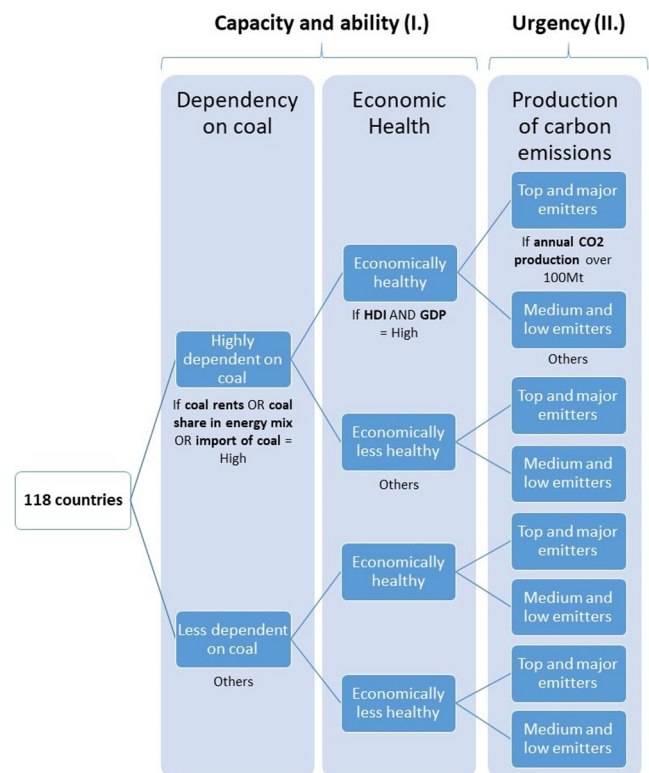 Capacity and ability (I.)
Urgency (II.)
Dependency
on coal
Economic
Health
Production
of carbon
emissions
Top and major
emitters
If annual CO2
production over
100Mt
Economically
healthy
If HDI AND GDP
= High
Medium and
low emitters
Others
Highly
dependent on
coal
If coal rents OR coal
share in energy mix
OR import of coal =
High
Top and major
emitters
Economically
less healthy
Others
Medium and
low emitters
118 countries
Top and major
emitters
Economically
healthy
Medium and
low emitters
Less dependent
on coal
Others
Top and major
emitters
Economically
less healthy
Medium and
low emitters